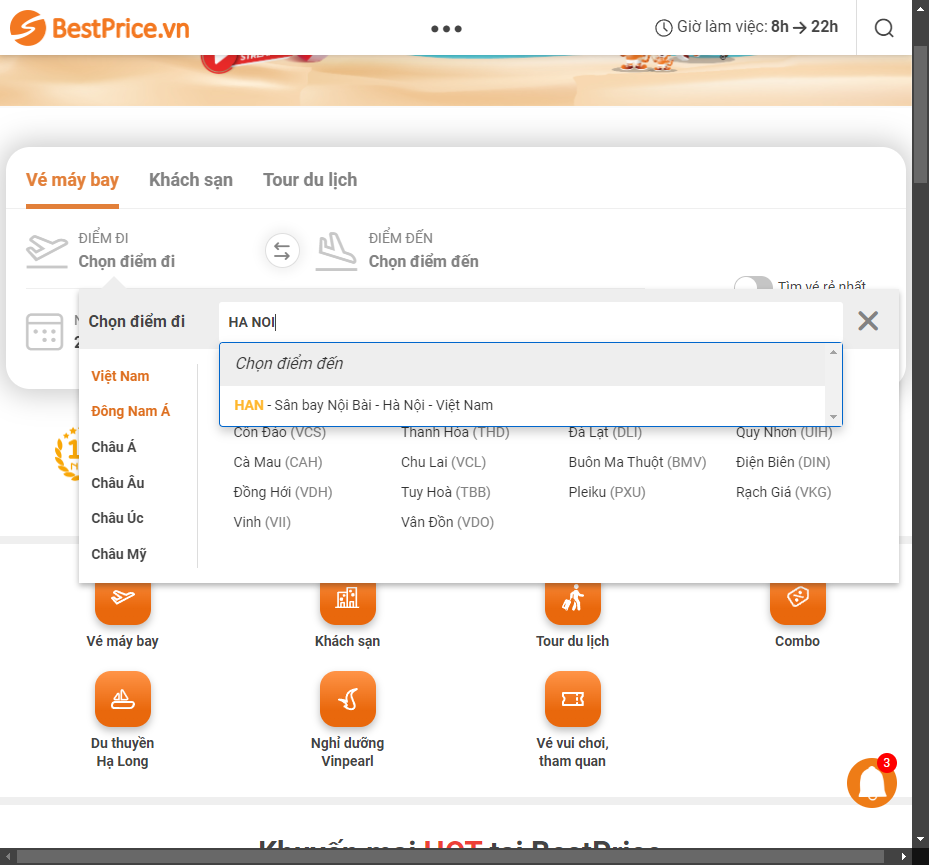 BestPrice.vn
Giờ làm việc: 8h → 22h
Vé máy bay
Khách sạn
Tour du lịch
ĐIỂM ĐI
Chọn điểm đi
ĐIỂM ĐẾN
Chọn điểm đến
Tìm vé rẻ nhất
Chọn điểm đi
HA NOI
Chọn điểm đến
HAN - Sân bay Nội Bài - Hà Nội - Việt Nam
Việt Nam
Đông Nam Á
Châu Á
Châu Âu
Châu Úc
Châu Mỹ
Côn Đảo (VCS)
Thanh Hóa (THD)
Đà Lạt (DLI)
Quy Nhơn (UIH)
Cà Mau (CAH)
Chu Lai (VCL)
Buôn Ma Thuột (BMV)
Điện Biên (DIN)
Đồng Hới (VDH)
Tuy Hoà (TBB)
Pleiku (PXU)
Rạch Giá (VKG)
Vinh (VII)
Vân Đồn (VDO)
Vé máy bay
Khách sạn
Tour du lịch
Combo
Du thuyền
Hạ Long
Nghỉ dưỡng
Vinpearl
Vé vui chơi,
tham quan
3
Khuyến mại HOT tại BestPrice